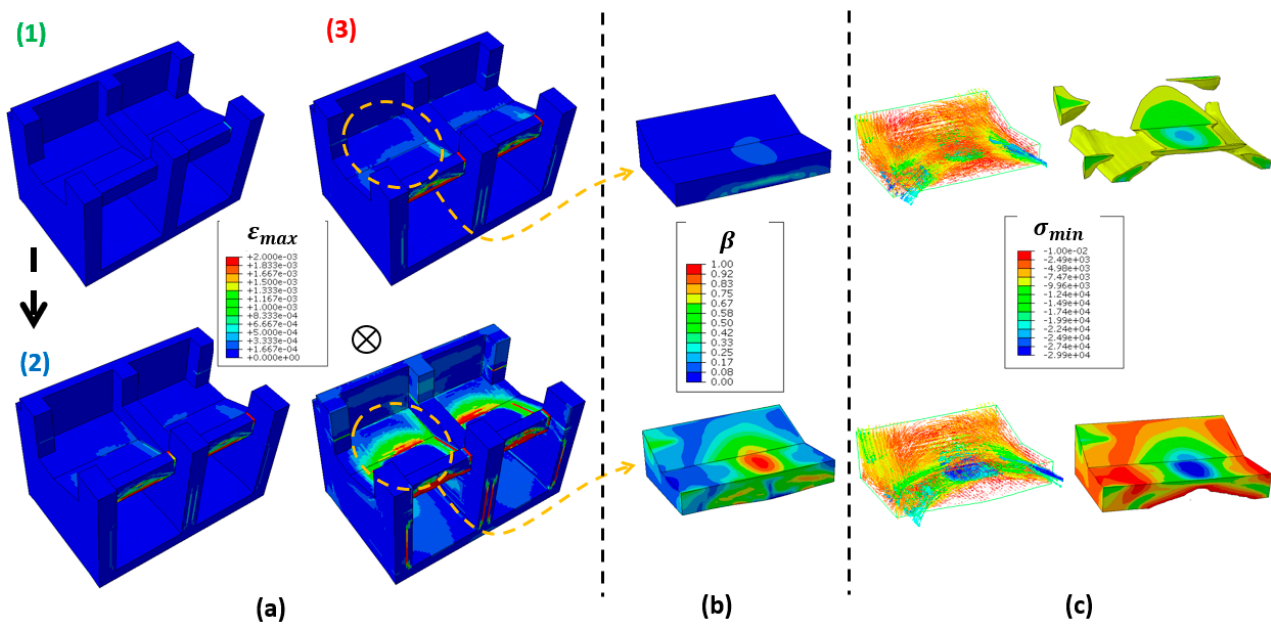 (1)
(3)
ε_max
+2.000e-03
+1.833e-03
+1.667e-03
+1.500e-03
+1.333e-03
+1.167e-03
+1.000e-03
+8.333e-04
+6.667e-04
+5.000e-04
+3.333e-04
+1.667e-04
+0.000e+00
(2)
β
1.00
0.92
0.83
0.75
0.67
0.58
0.50
0.42
0.33
0.25
0.17
0.08
0.00
σ_min
-1.00e-02
-2.49e+03
-4.98e+03
-7.47e+03
-9.96e+03
-1.24e+04
-1.49e+04
-1.74e+04
-1.99e+04
-2.24e+04
-2.49e+04
-2.74e+04
-2.99e+04
(a)
(b)
(c)